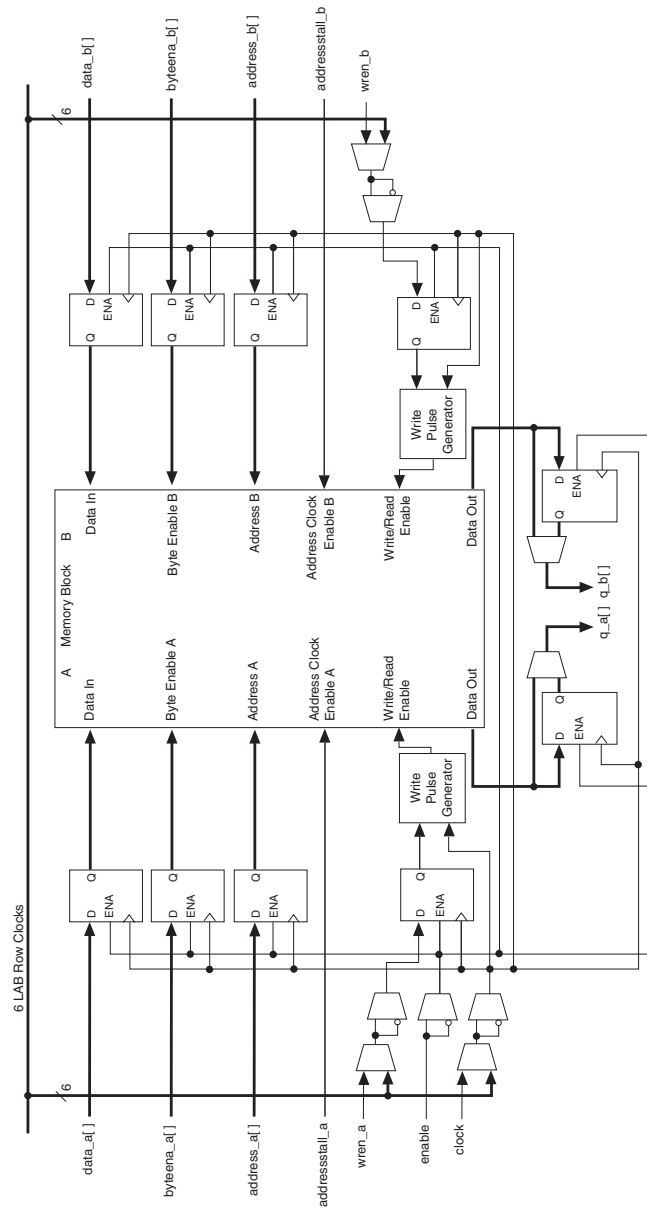 6 LAB Row Clocks
A Memory Block B
6
6
data_a[ ]
D Q
ENA
Data In
Data In
Q D
ENA
data_b[ ]
byteena_a[ ]
D Q
ENA
Byte Enable A
Byte Enable B
Q D
ENA
byteena_b[ ]
address_a[ ]
D Q
ENA
Address A
Address B
Q D
ENA
address_b[ ]
addressstall_a
Address Clock
Enable A
Address Clock
Enable B
addressstall_b
wren_a
D Q
ENA
Write
Pulse
Generator
Write/Read
Enable
Write/Read
Enable
Write
Pulse
Generator
Q D
ENA
wren_b
enable
clock
Data Out
Data Out
D Q
ENA
Q D
ENA
q_a[ ]
q_b[ ]